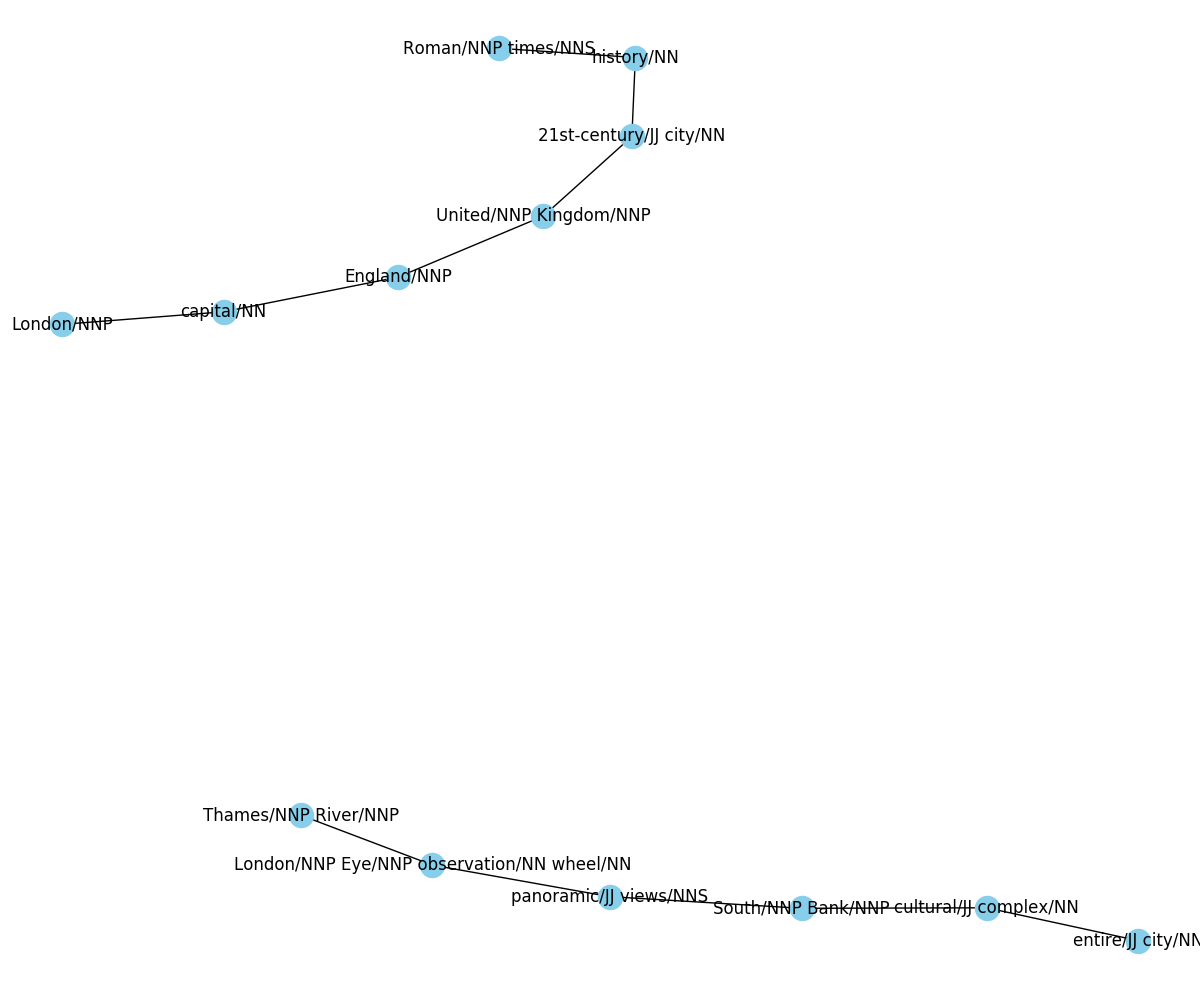 Roman/NNP times/NNS
history/NN
21st-century/JJ city/NN
United/NNP Kingdom/NNP
England/NNP
capital/NN
London/NNP
Thames/NNP River/NNP
London/NNP Eye/NNP observation/NN wheel/NN
panoramic/JJ views/NNS
South/NNP Bank/NNP
cultural/JJ complex/NN
entire/JJ city/NN